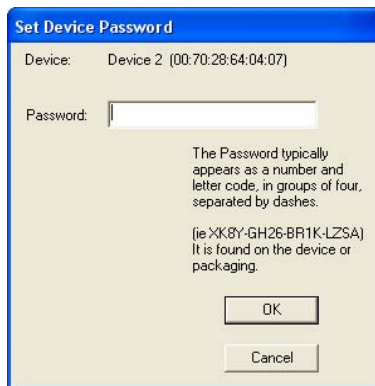 Set Device Password
Device: Device 2 (00:70:28:64:04:07)
Password:
The Password typically
appears as a number and
letter code, in groups of four,
separated by dashes.
(ie XK8Y-GH26-BR1K-LZSA)
It is found on the device or
packaging.
OK
Cancel